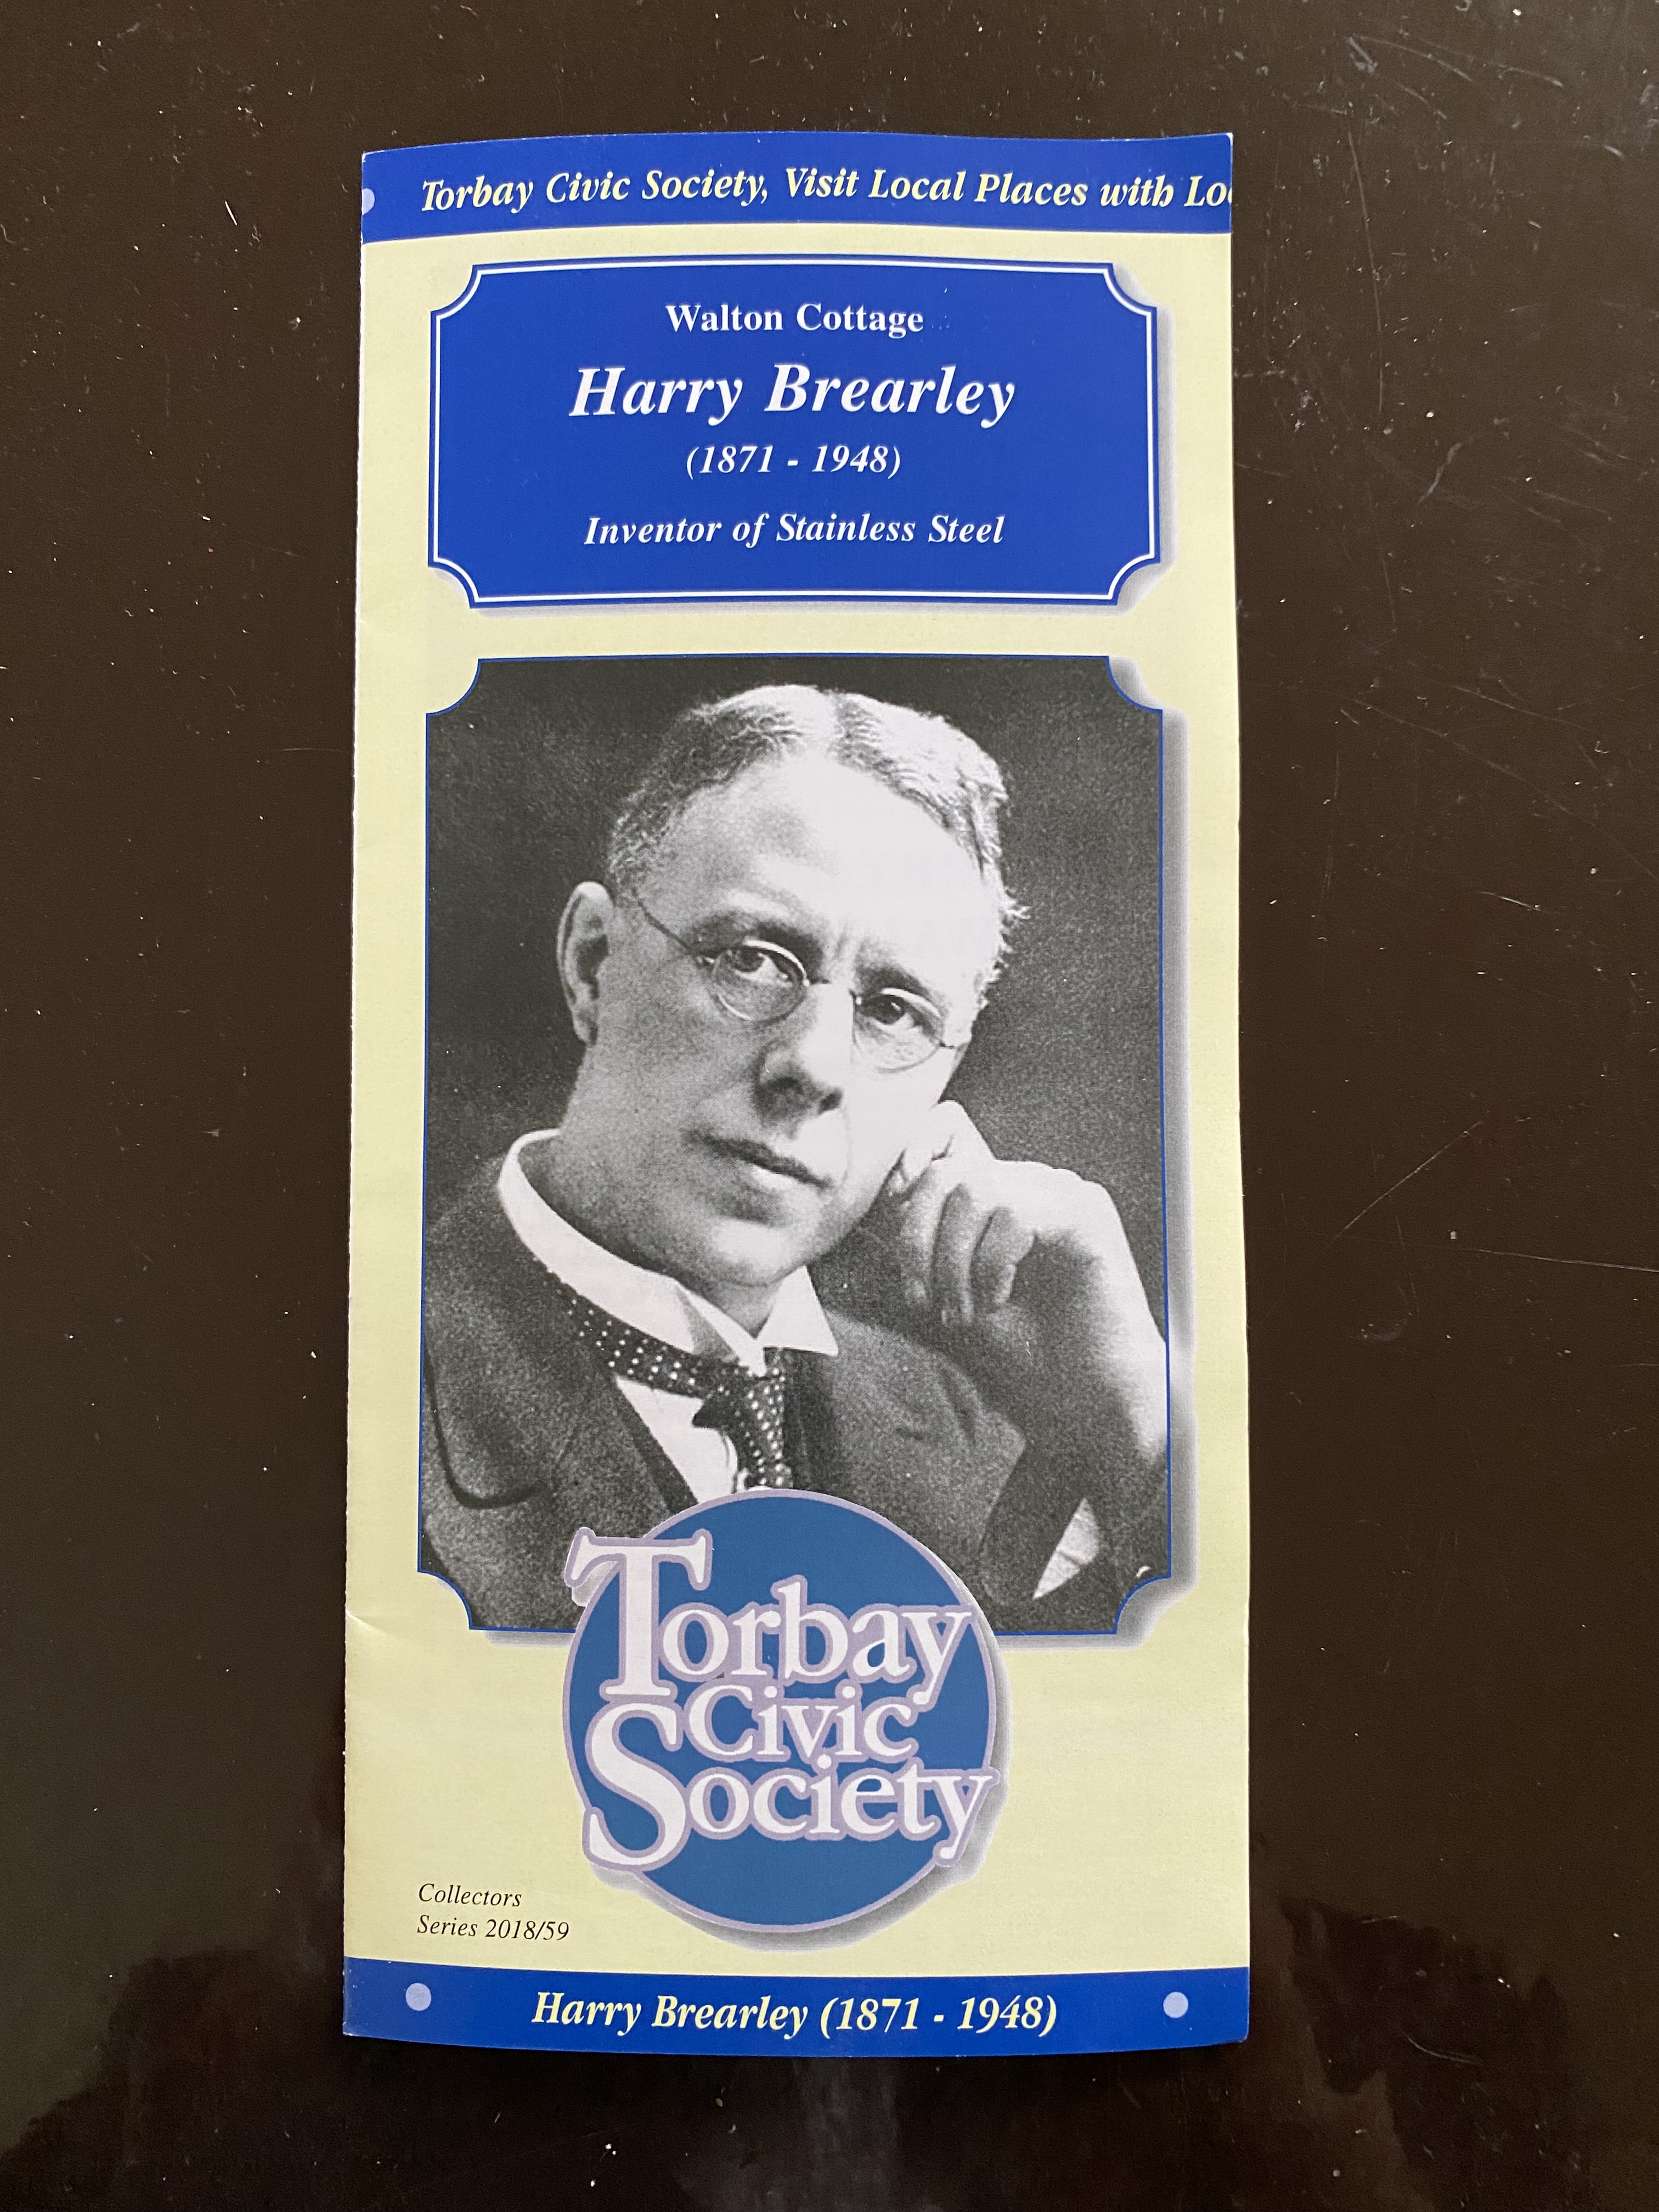 Torbay Civic Society, Visit Local Places with Lo
Walton Cottage
Harry Brearley
(1871 - 1948)
Inventor of Stainless Steel
Torbay
Civic
Society
Collectors
Series 2018/59
Harry Brearley (1871 - 1948)